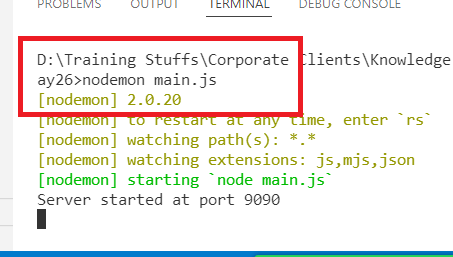 PROBLEMS OUTPUT TERMINAL DEBUG CONSOLE
D:\Training Stuffs\Corporate Clients\Knowledge
ay26>nodemon main.js
[nodemon] 2.0.20
[nodemon] to restart at any time, enter `rs`
[nodemon] watching path(s): *.*
[nodemon] watching extensions: js,mjs,json
[nodemon] starting `node main.js`
Server started at port 9090